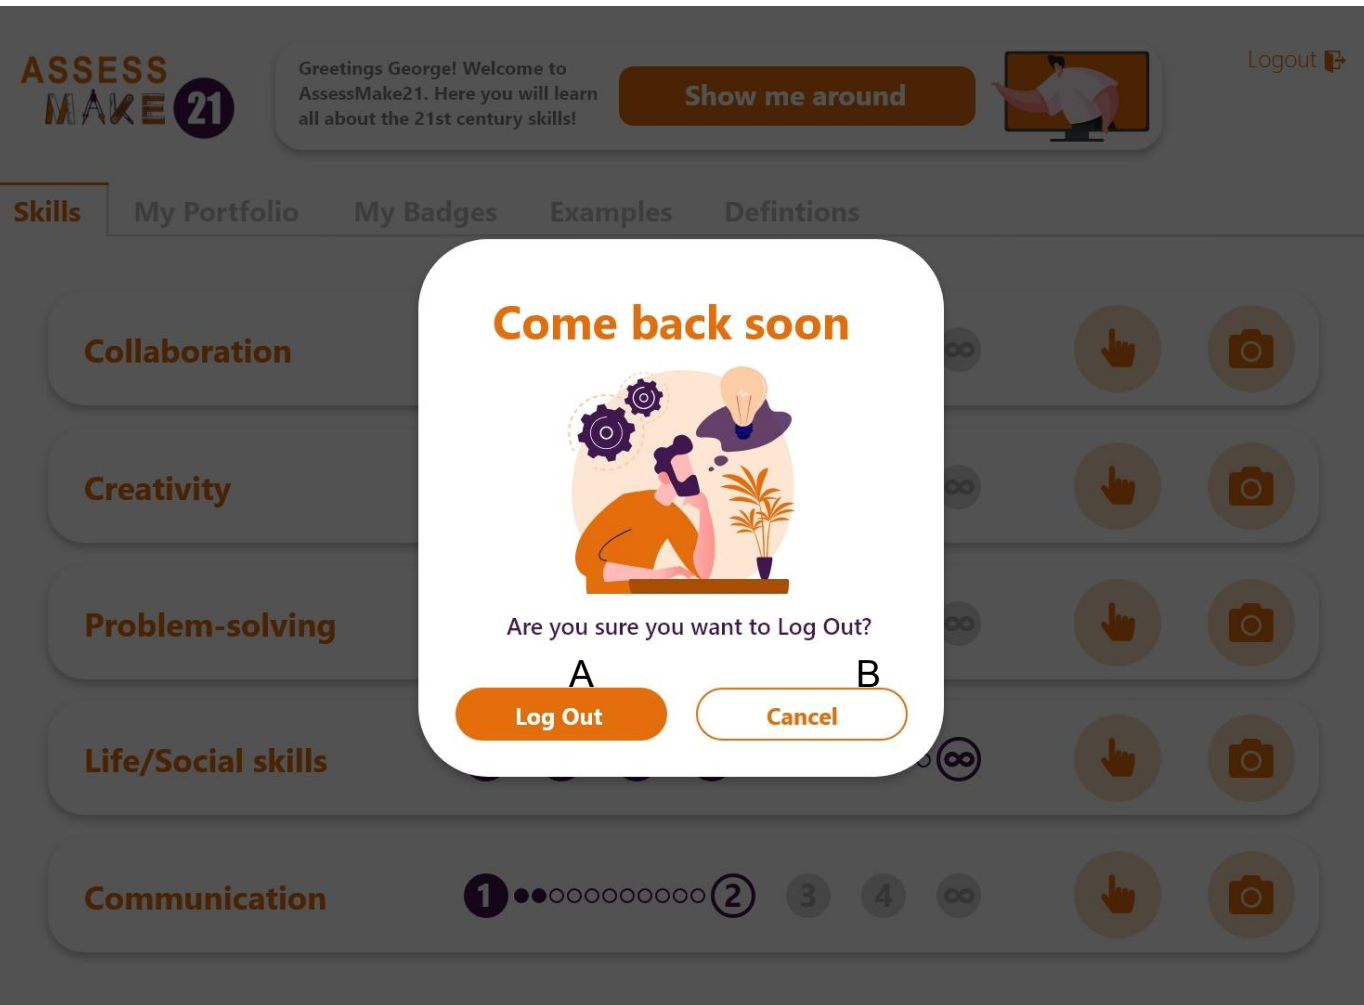 ASSESS
MAKE 21
Greetings George! Welcome to
AssessMake21. Here you will learn
all about the 21st century skills!
Show me around
Logout
Skills
My Portfolio
My Badges
Examples
Defintions
Come back soon
Collaboration
∞
Creativity
∞
Problem-solving
∞
Are you sure you want to Log Out?
A
B
Log Out
Cancel
Life/Social skills
∞
Communication
1
2
3
4
∞